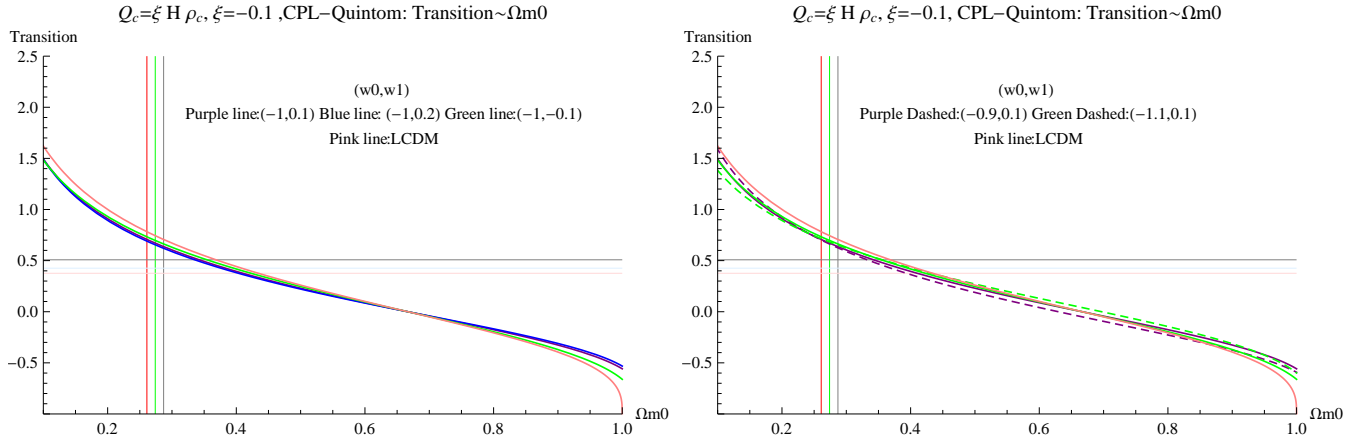 Q_c=ξ H ρ_c, ξ=−0.1 ,CPL−Quintom: Transition~Ωm0
Transition
2.5
2.0
1.5
1.0
0.5
0.0
−0.5
(w0,w1)
Purple line:(−1,0.1) Blue line: (−1,0.2) Green line:(−1,−0.1)
Pink line:LCDM
0.2 0.4 0.6 0.8 1.0
Ωm0
Q_c=ξ H ρ_c, ξ=−0.1, CPL−Quintom: Transition~Ωm0
Transition
2.5
2.0
1.5
1.0
0.5
0.0
−0.5
(w0,w1)
Purple Dashed:(−0.9,0.1) Green Dashed:(−1.1,0.1)
Pink line:LCDM
0.2 0.4 0.6 0.8 1.0
Ωm0